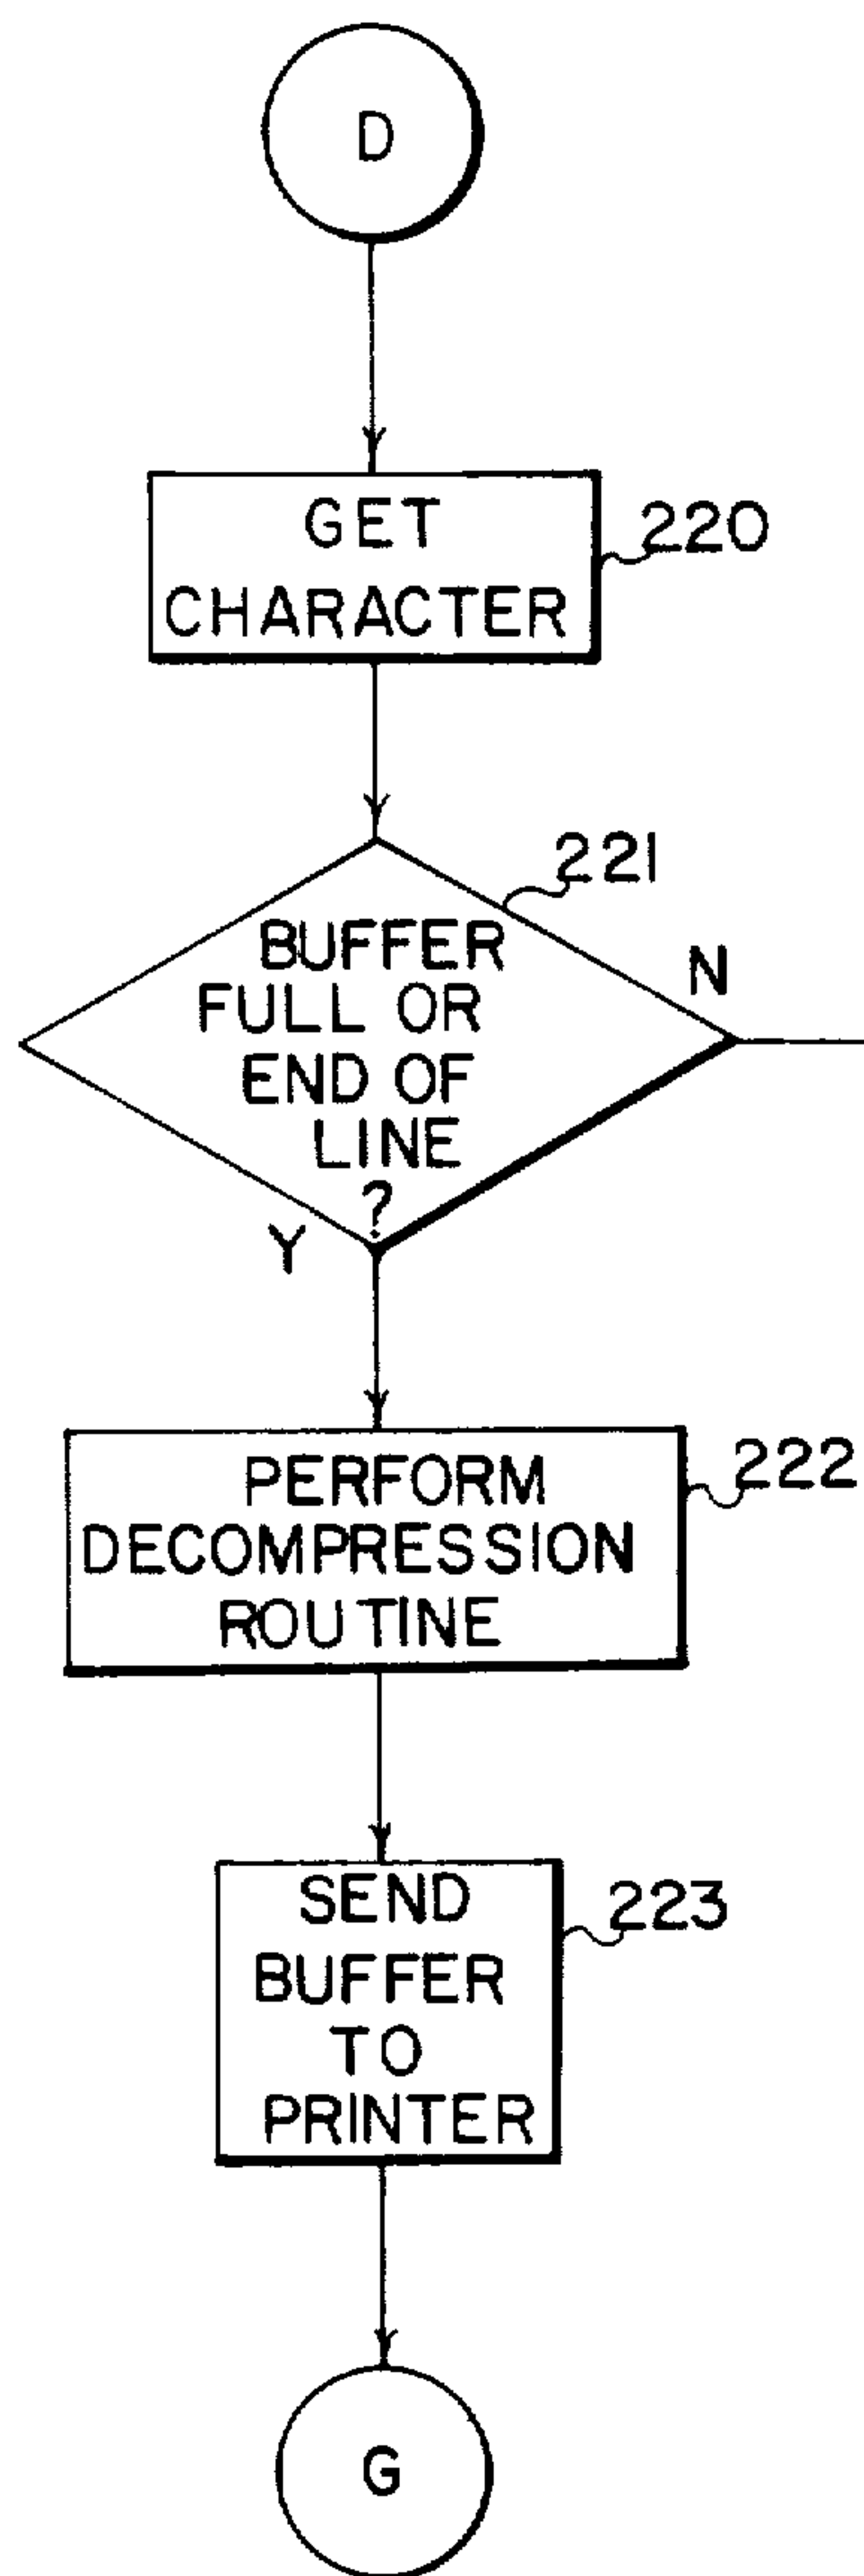 D
GET
CHARACTER
220
221
BUFFER
FULL OR
END OF
LINE
?
N
Y
PERFORM
DECOMPRESSION
ROUTINE
222
SEND
BUFFER
TO
PRINTER
223
G